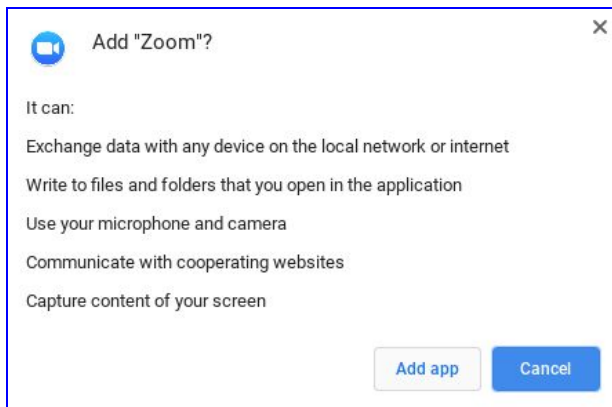 Add "Zoom"?
It can:
Exchange data with any device on the local network or internet
Write to files and folders that you open in the application
Use your microphone and camera
Communicate with cooperating websites
Capture content of your screen
Add app
Cancel